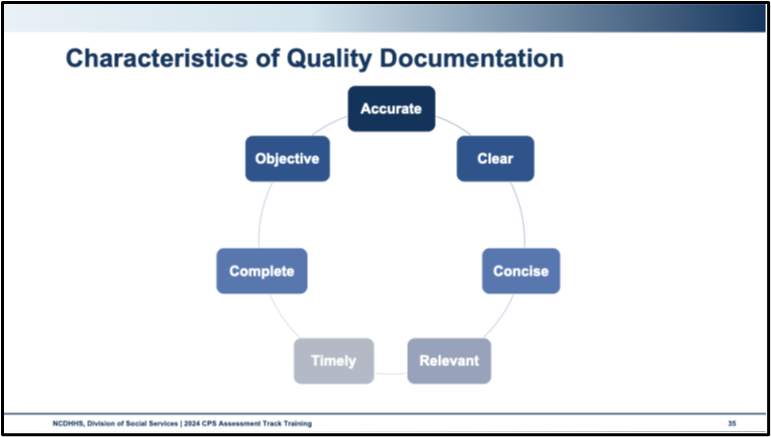 Characteristics of Quality Documentation
Accurate
Clear
Concise
Relevant
Timely
Complete
Objective
NCDHHS, Division of Social Services | 2024 CPS Assessment Track Training
35